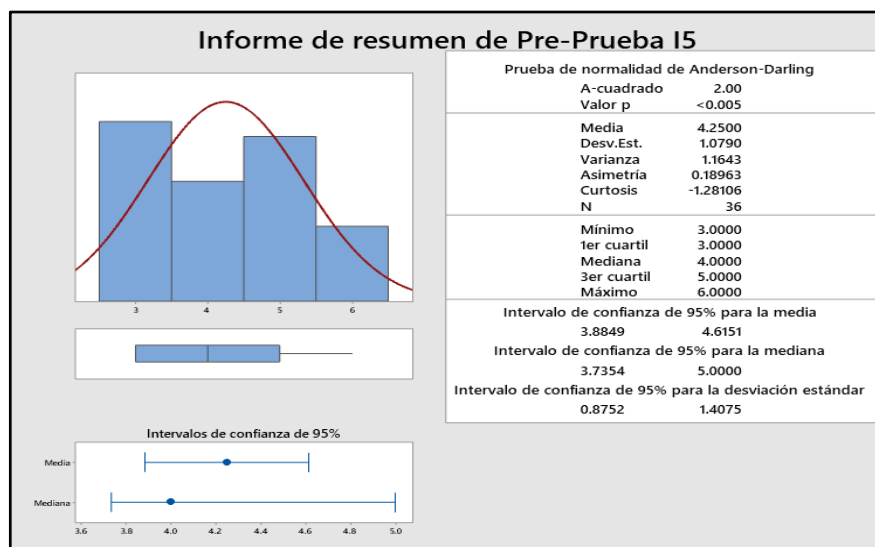 Informe de resumen de Pre-Prueba I5
3
4
5
6
Intervalos de confianza de 95%
Media
Mediana
3.6 3.8 4.0 4.2 4.4 4.6 4.8 5.0
Prueba de normalidad de Anderson-Darling
A-cuadrado 2.00
Valor p <0.005
Media 4.2500
Desv.Est. 1.0790
Varianza 1.1643
Asimetría 0.18963
Curtosis -1.28106
N 36
Mínimo 3.0000
1er cuartil 3.0000
Mediana 4.0000
3er cuartil 5.0000
Máximo 6.0000
Intervalo de confianza de 95% para la media
3.8849 4.6151
Intervalo de confianza de 95% para la mediana
3.7354 5.0000
Intervalo de confianza de 95% para la desviación estándar
0.8752 1.4075